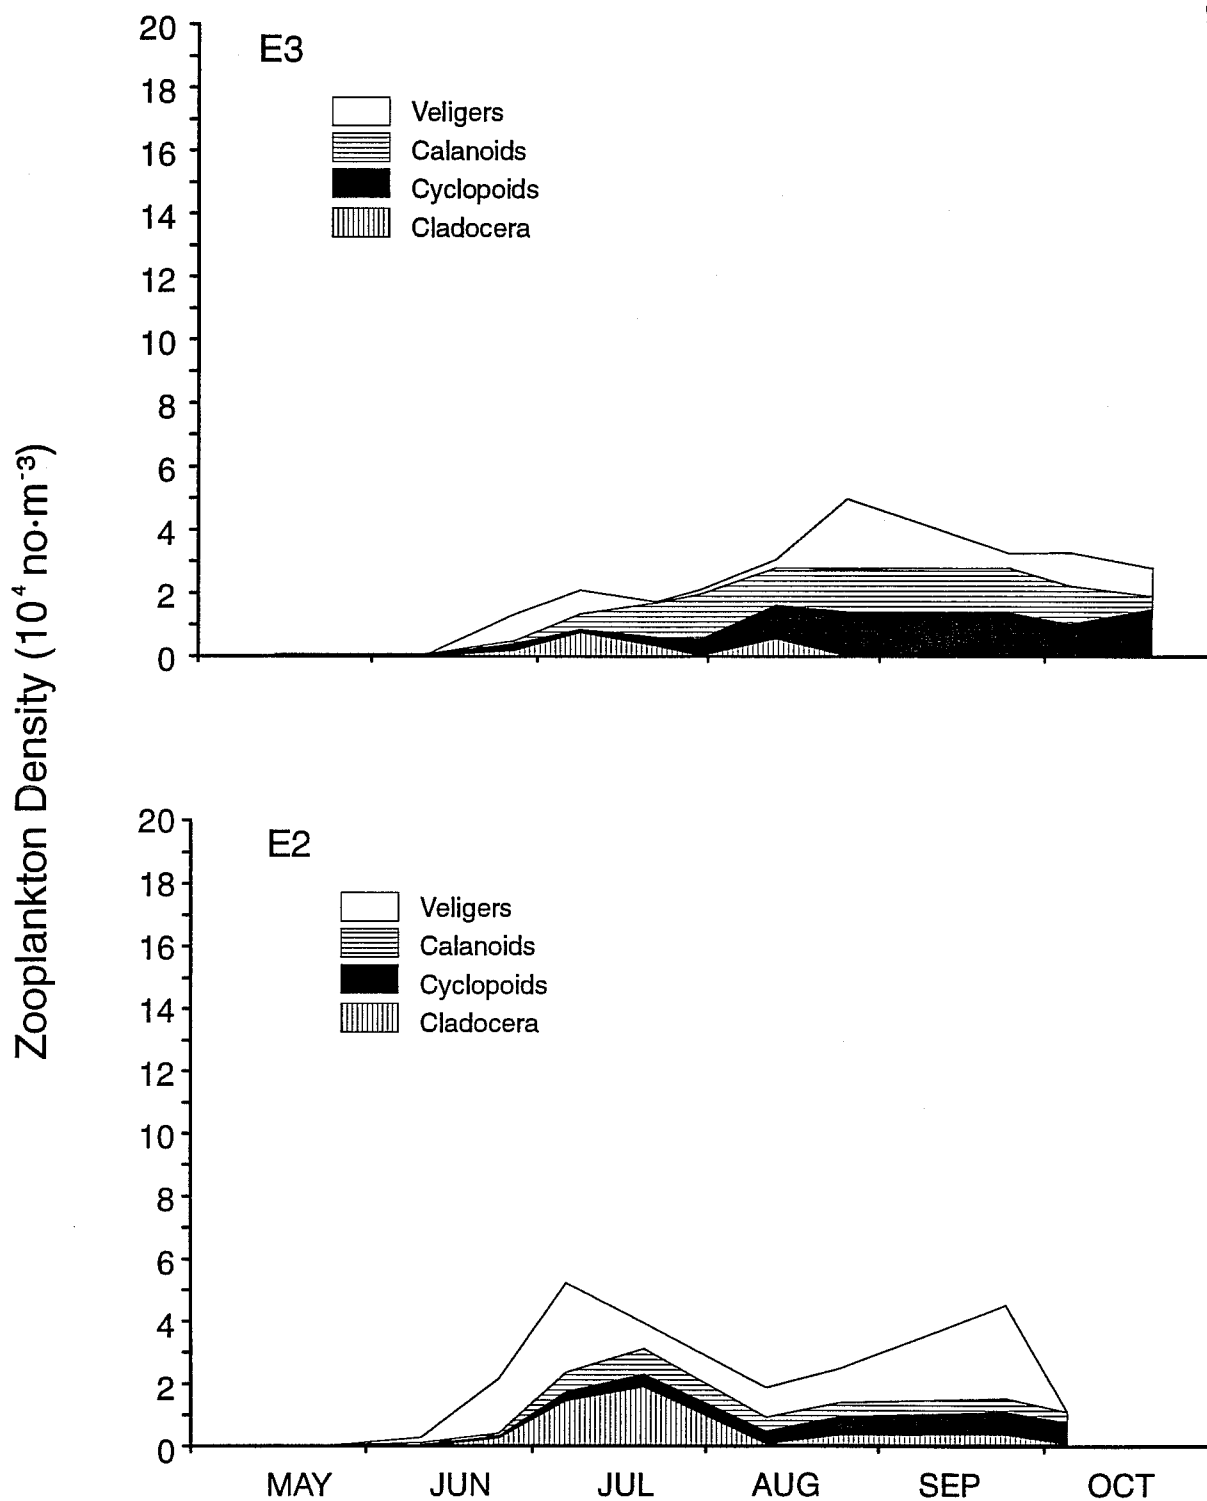 Zooplankton Density (10⁴ no·m⁻³)
E3
20
18
16
14
12
10
8
6
4
2
0
Veligers
Calanoids
Cyclopoids
Cladocera
E2
20
18
16
14
12
10
8
6
4
2
0
Veligers
Calanoids
Cyclopoids
Cladocera
MAY JUN JUL AUG SEP OCT